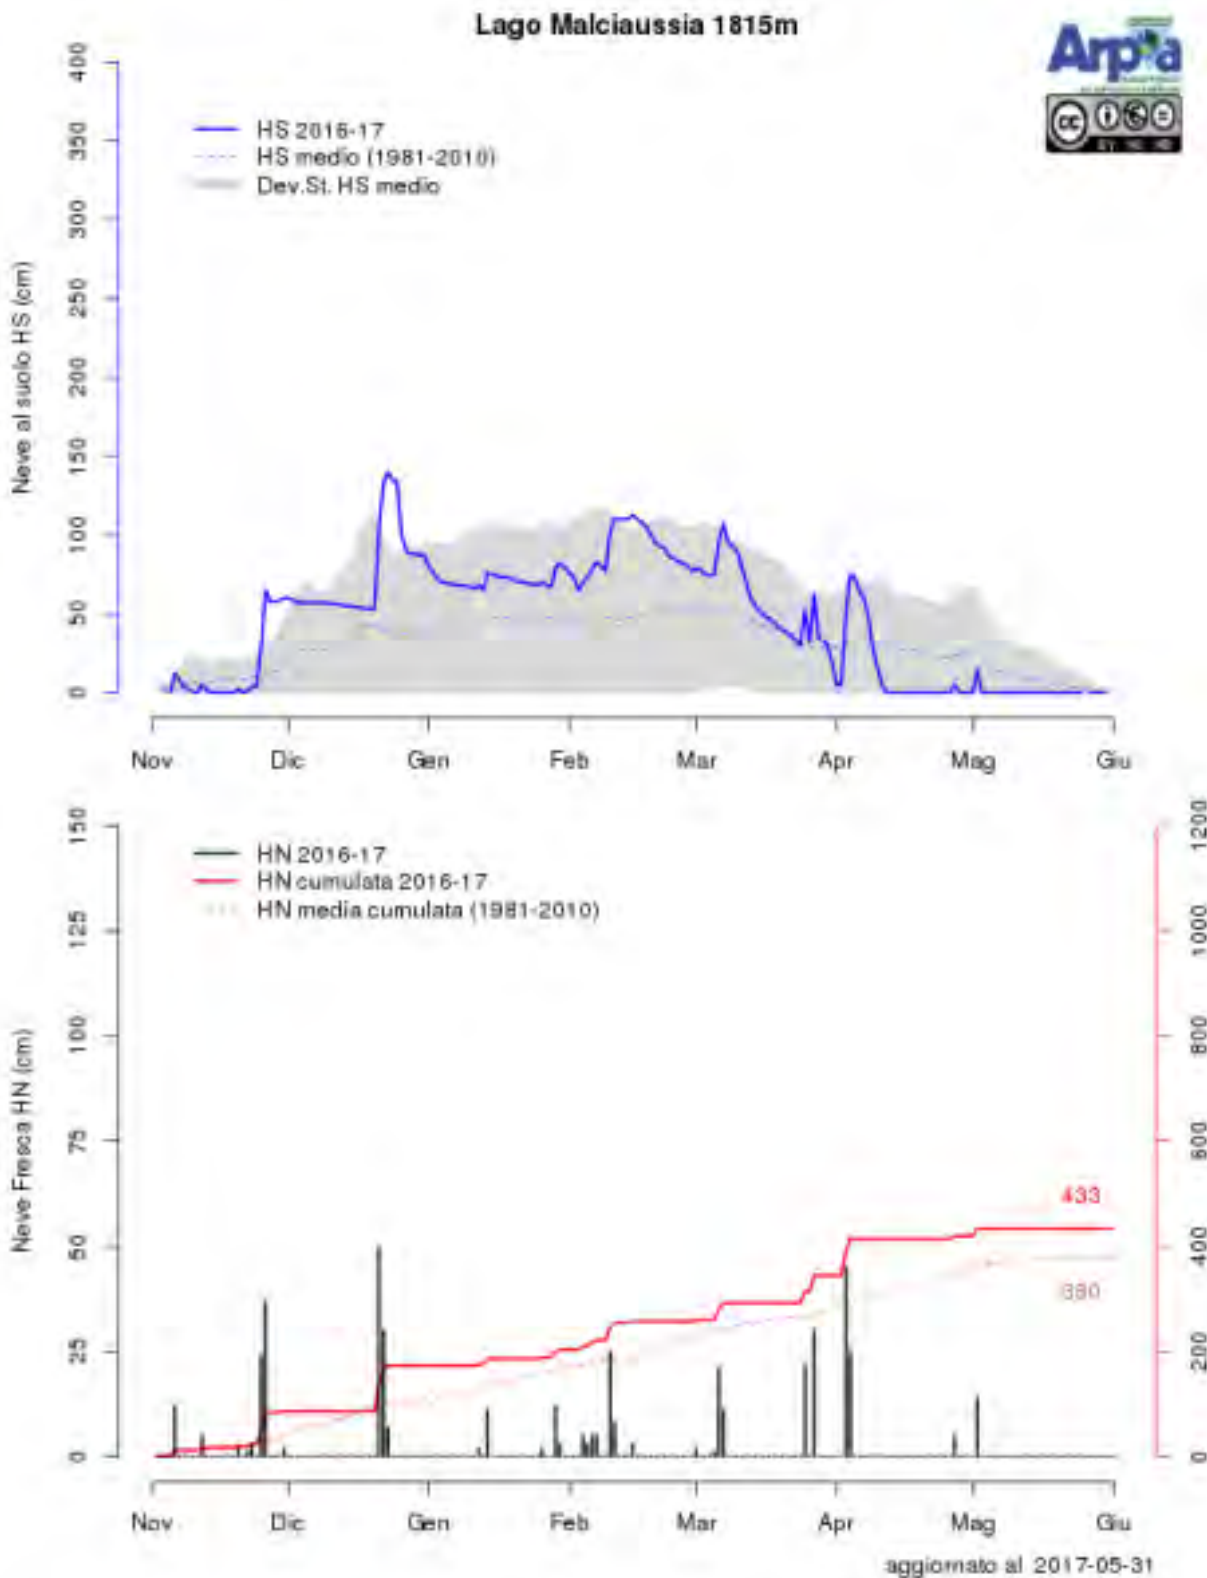 Lago Malciaussia 1815m
Arpa
cc
BY NC ND
HS 2016-17
HS medio (1981-2010)
Dev.St. HS medio
Neve al suolo HS (cm)
400
350
300
250
200
150
100
50
0
Nov Dic Gen Feb Mar Apr Mag Giu
HN 2016-17
HN cumulata 2016-17
HN media cumulata (1981-2010)
Neve Fresca HN (cm)
150
125
100
75
50
25
0
1200
1000
800
600
400
200
0
433
380
Nov Dic Gen Feb Mar Apr Mag Giu
aggiornato al 2017-05-31